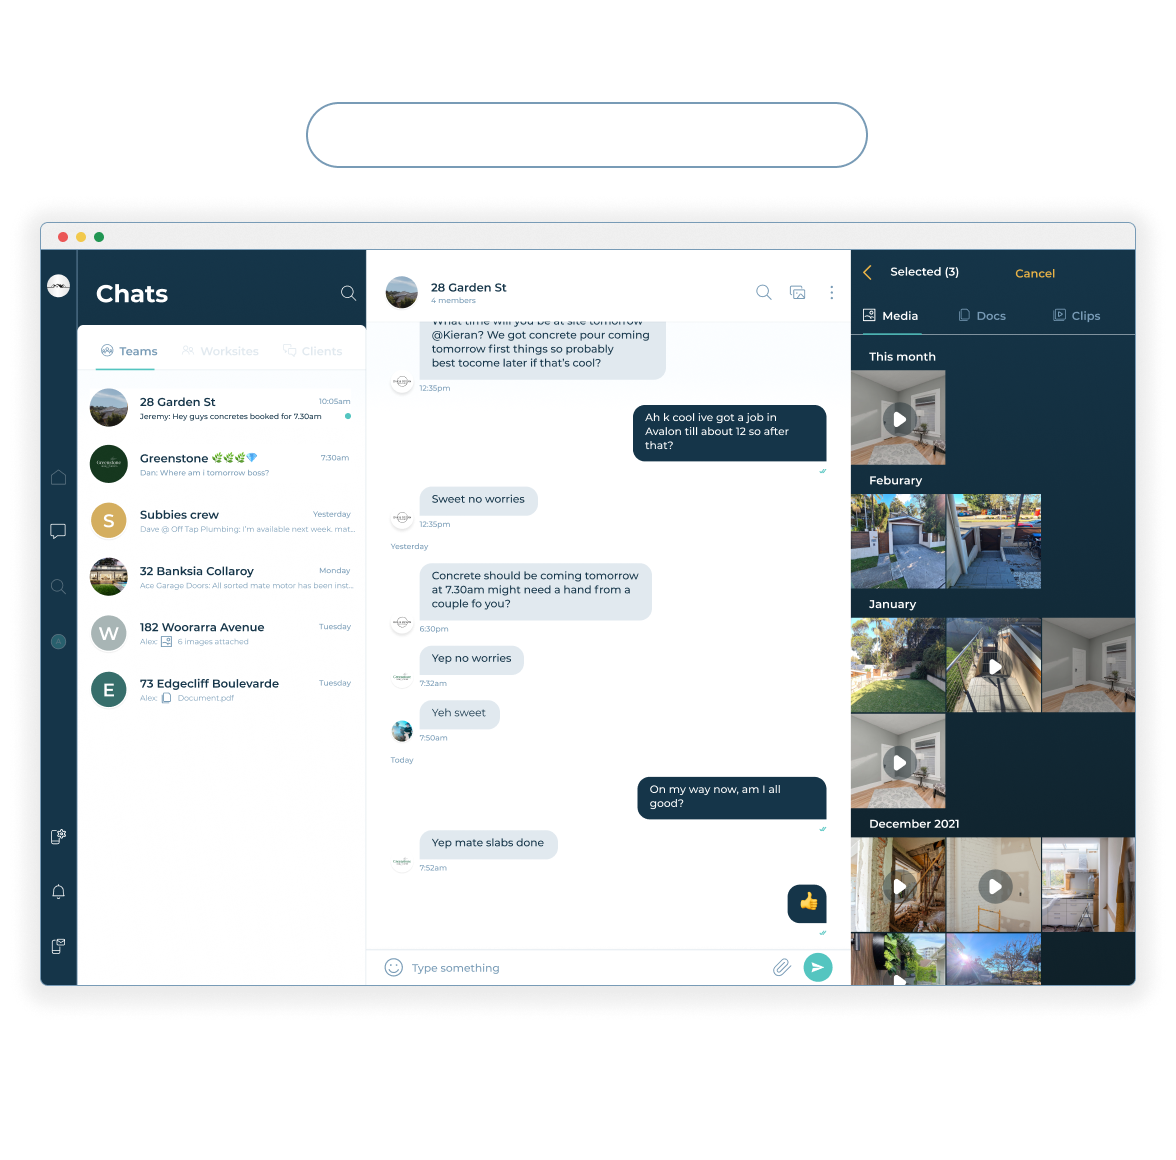 Chats
Teams
Worksites
Clients
28 Garden St
10:05am
Jeremy: Hey guys concretes booked for 7.30am
Greenstone 🌿🌿🌿💎
7:30am
Dan: Where am i tomorrow boss?
S
Subbies crew
Yesterday
Dave @ Off Tap Plumbing: I'm available next week. mat...
32 Banksia Collaroy
Monday
Ace Garage Doors: All sorted mate motor has been inst...
W
182 Woorarra Avenue
Tuesday
Alex: 6 images attached
E
73 Edgecliff Boulevarde
Tuesday
Alex: Document.pdf
28 Garden St
4 members
What time will you be at site tomorrow
@Kieran? We got concrete pour coming
tomorrow first things so probably
best tocome later if that's cool?
12:35pm
Ah k cool ive got a job in
Avalon till about 12 so after
that?
Sweet no worries
12:35pm
Yesterday
Concrete should be coming tomorrow
at 7.30am might need a hand from a
couple fo you?
6:30pm
Yep no worries
7:32am
Yeh sweet
7:50am
Today
On my way now, am I all
good?
Yep mate slabs done
7:52am
👍
Type something
Selected (3)
Cancel
Media
Docs
Clips
This month
Feburary
January
December 2021